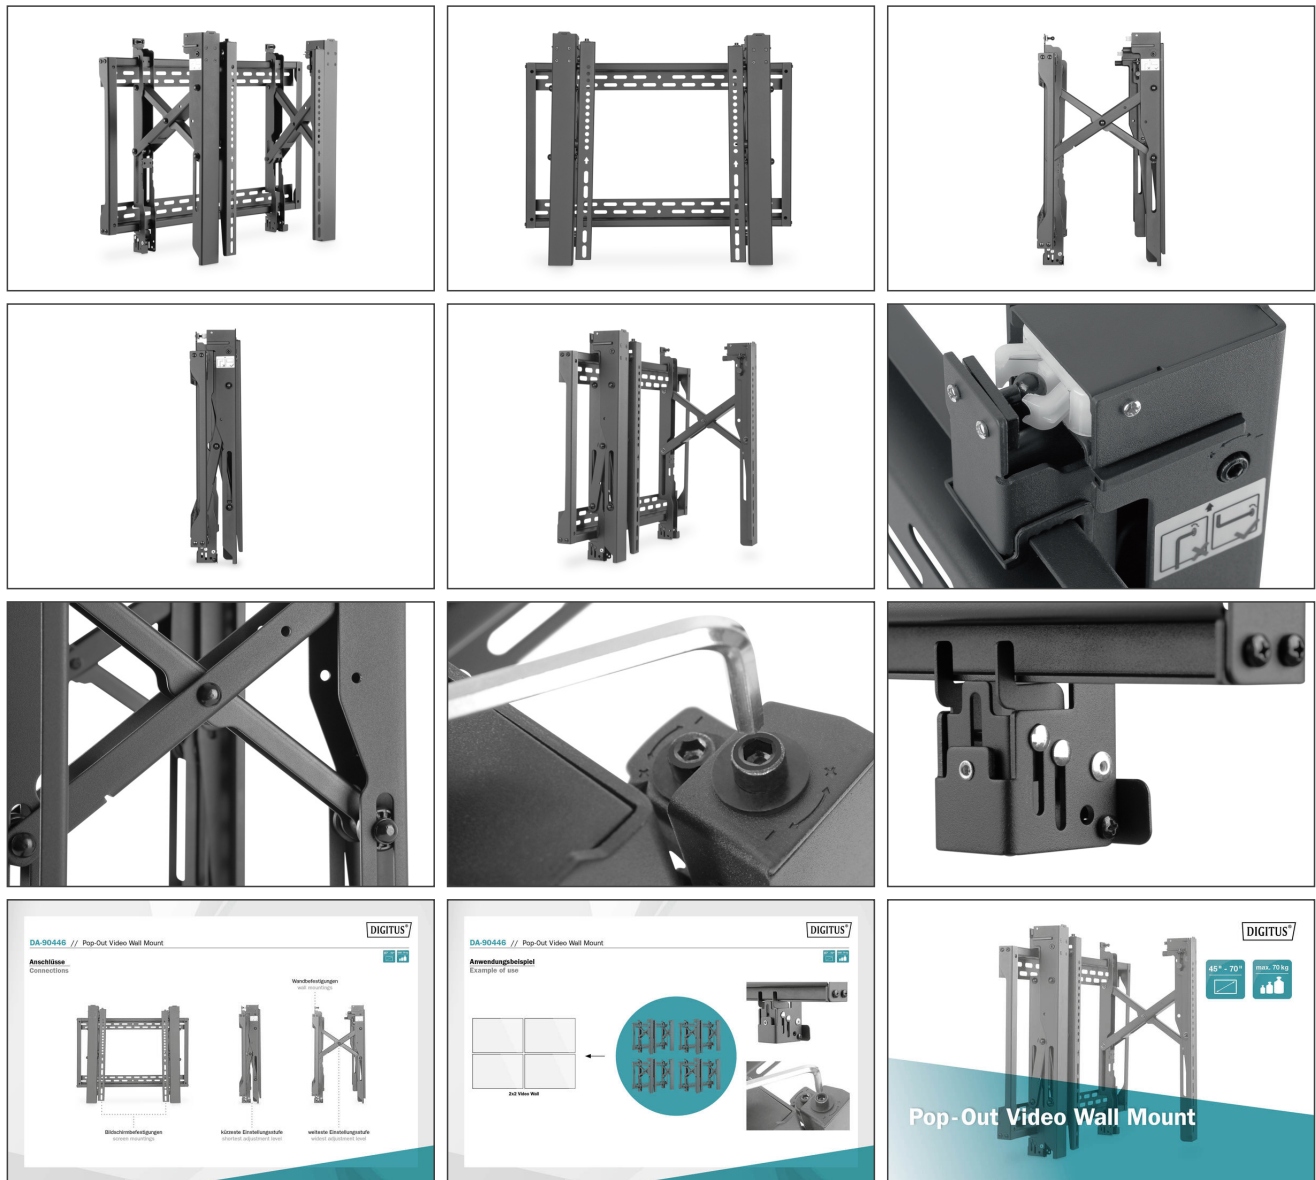 DIGITUS®
DA-90446 // Pop-Out Video Wall Mount
Anschlüsse
Connections
Wandbefestigungen
wall mountings
Bildschirmbefestigungen
screen mountings
kürzeste Einstellungsstufe
shortest adjustment level
weiteste Einstellungsstufe
widest adjustment level
DIGITUS®
DA-90446 // Pop-Out Video Wall Mount
Anwendungsbeispiel
Example of use
2x2 Video Wall
DIGITUS®
45" - 70"
max. 70 kg
Pop-Out Video Wall Mount